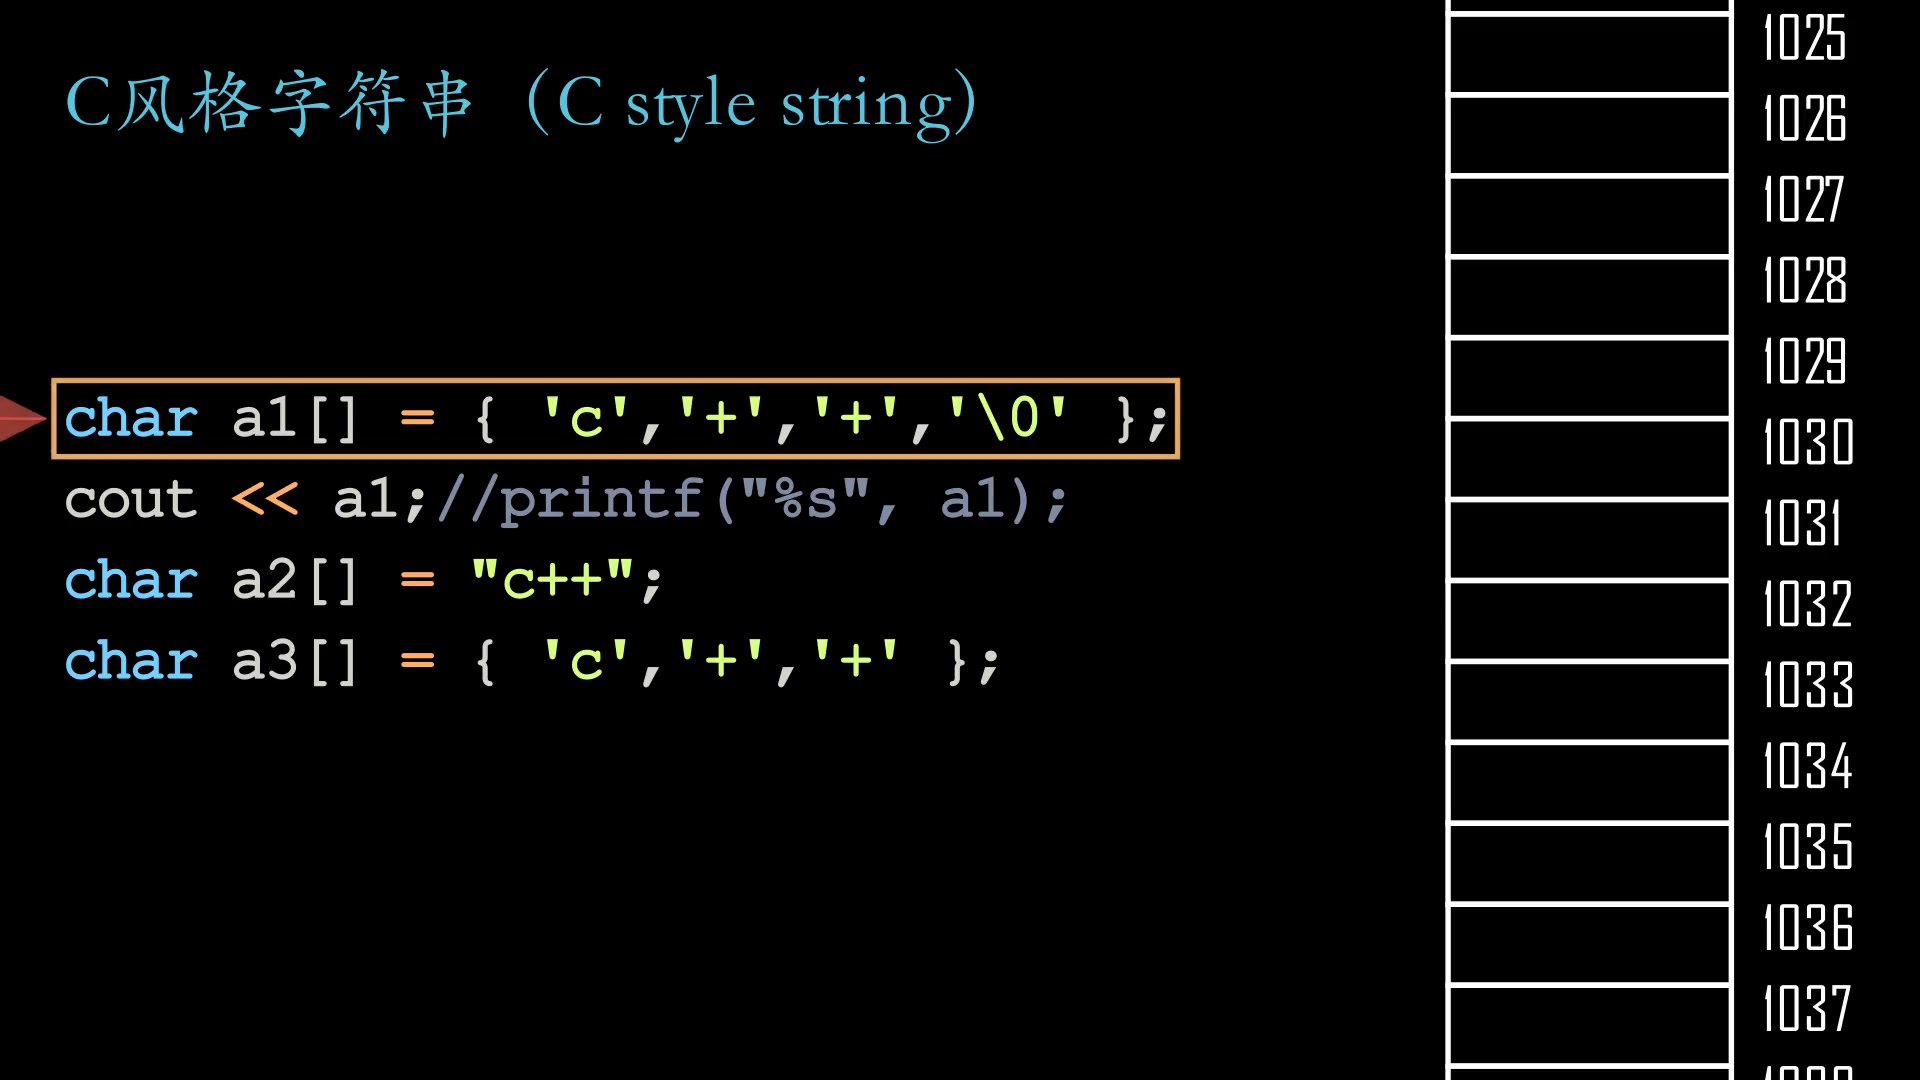 C风格字符串（C style string）
char a1[] = { 'c','+','+','\0' };
cout << a1;//printf("%s", a1);
char a2[] = "c++";
char a3[] = { 'c','+','+' };
1025
1026
1027
1028
1029
1030
1031
1032
1033
1034
1035
1036
1037